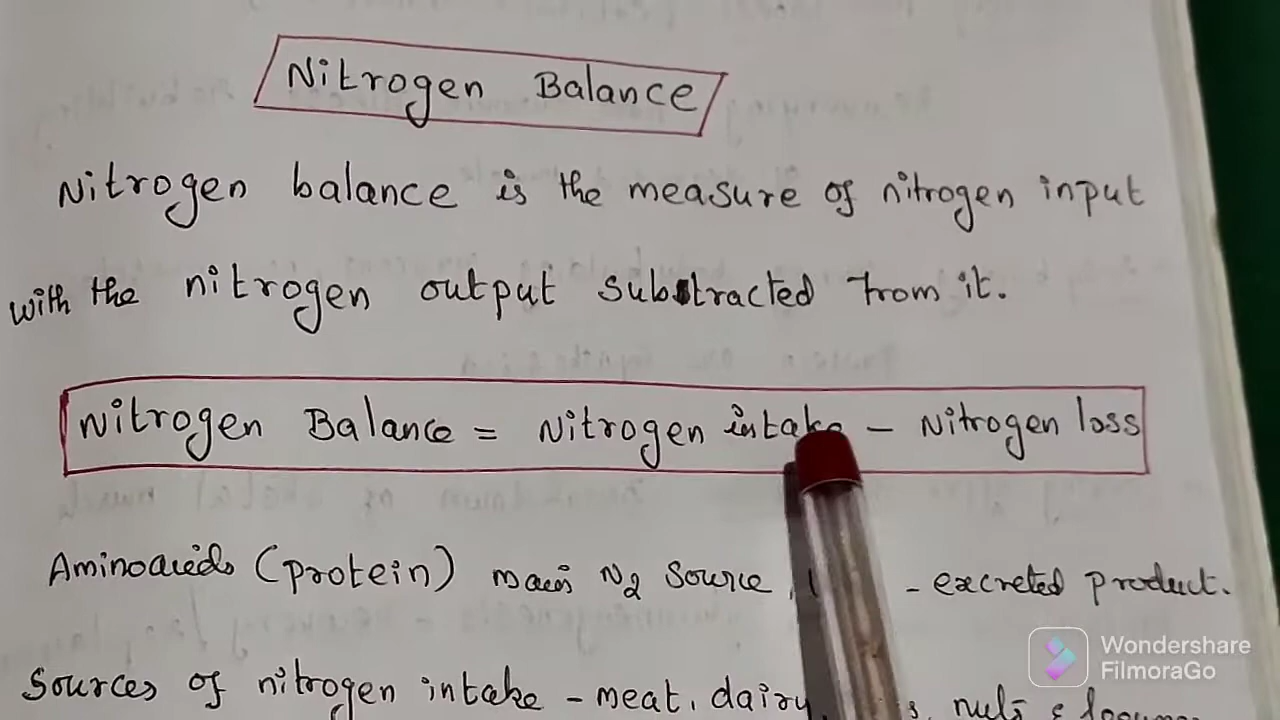 Nitrogen Balance
Nitrogen balance is the measure of nitrogen input
with the nitrogen output substracted from it.
Nitrogen Balance = Nitrogen intake - Nitrogen loss
Aminoacids (protein) main N2 source, - excreted product.
Sources of nitrogen intake - meat, dairy, nuts &
Wondershare
FilmoraGo